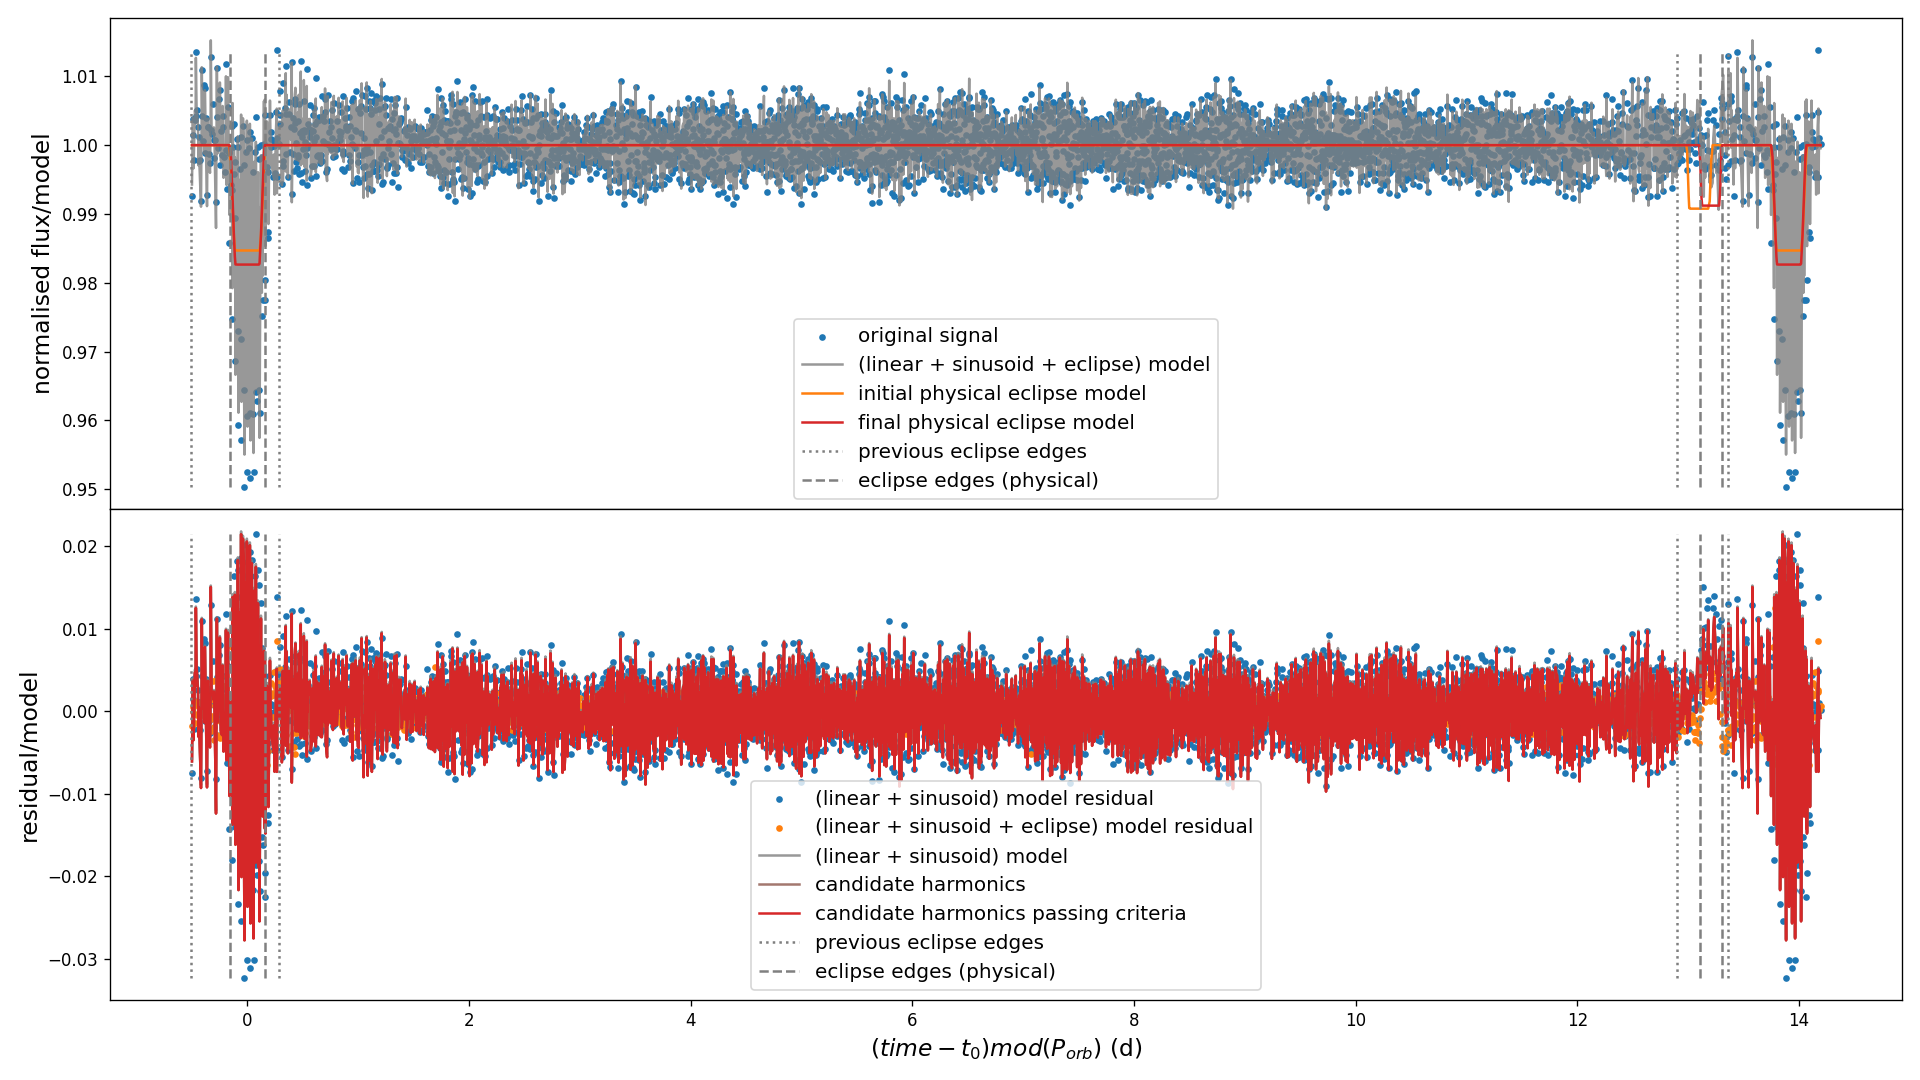 normalised flux/model
1.01
1.00
0.99
0.98
0.97
0.96
0.95
original signal
(linear + sinusoid + eclipse) model
initial physical eclipse model
final physical eclipse model
previous eclipse edges
eclipse edges (physical)
residual/model
0.02
0.01
0.00
−0.01
−0.02
−0.03
(linear + sinusoid) model residual
(linear + sinusoid + eclipse) model residual
(linear + sinusoid) model
candidate harmonics
candidate harmonics passing criteria
previous eclipse edges
eclipse edges (physical)
0 2 4 6 8 10 12 14
(time − t₀)mod(P_orb) (d)